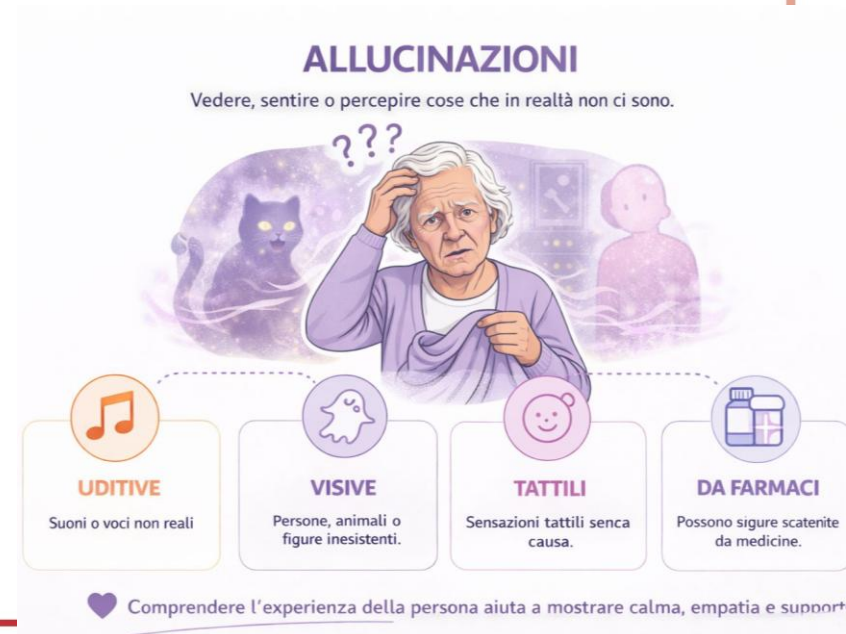 ALLUCINAZIONI
Vedere, sentire o percepire cose che in realtà non ci sono.
???
UDITIVE
Suoni o voci non reali
VISIVE
Persone, animali o
figure inesistenti.
TATTILI
Sensazioni tattili senca
causa.
DA FARMACI
Possono sigure scatenite
da medicine.
Comprendere l'experienza della persona aiuta a mostrare calma, empatia e support